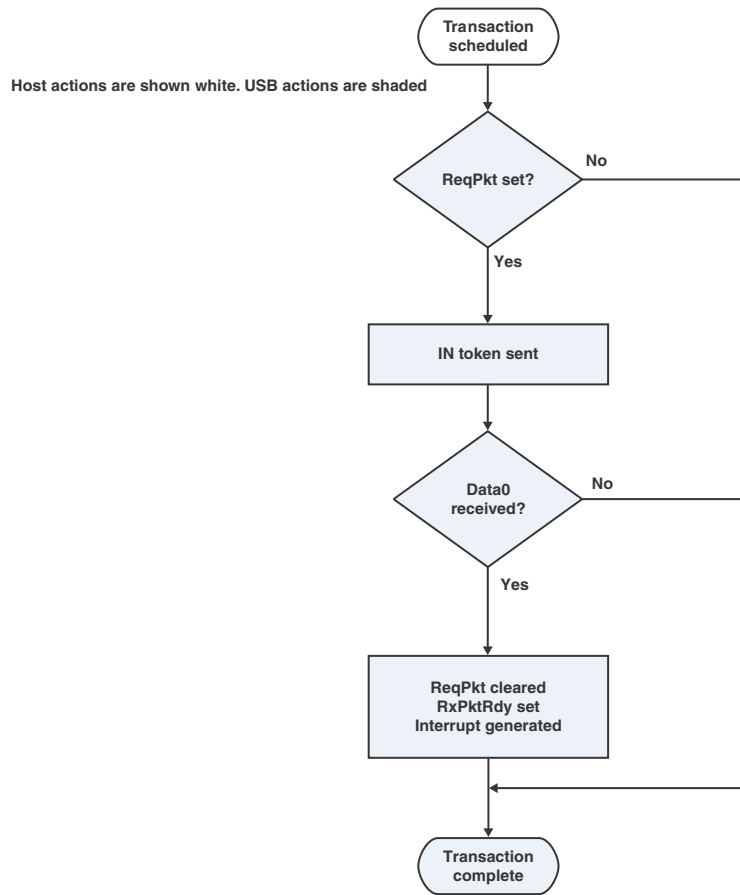 Transaction
scheduled
Host actions are shown white. USB actions are shaded
ReqPkt set?
No
Yes
IN token sent
Data0
received?
No
Yes
ReqPkt cleared
RxPktRdy set
Interrupt generated
Transaction
complete